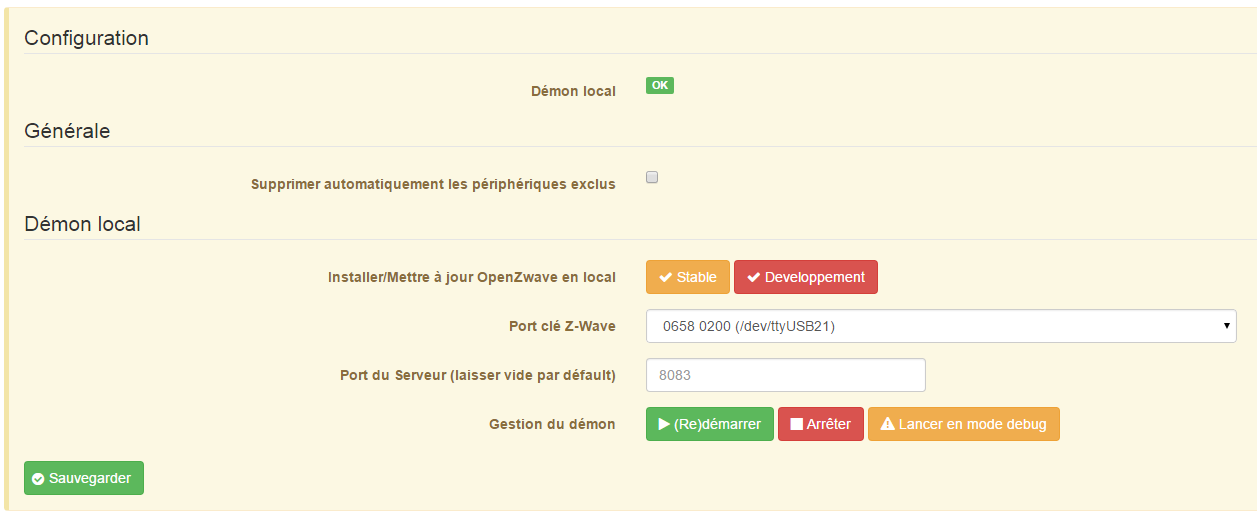 Configuration
Démon local OK
Générale
Supprimer automatiquement les périphériques exclus
Démon local
Installer/Mettre à jour OpenZwave en local Stable Developpement
Port clé Z-Wave 0658 0200 (/dev/ttyUSB21)
Port du Serveur (laisser vide par défault) 8083
Gestion du démon (Re)démarrer Arrêter Lancer en mode debug
Sauvegarder